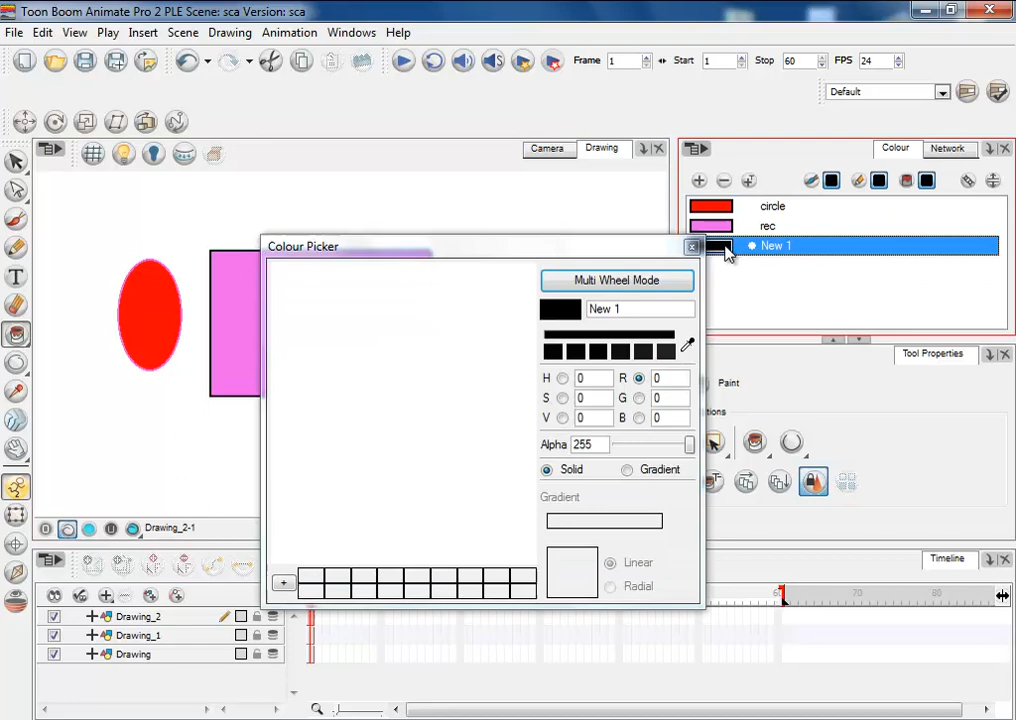 Toon Boom Animate Pro 2 PLE Scene: sca Version: sca
File Edit View Play Insert Scene Drawing Animation Windows Help
Frame 1 Start 1 Stop 60 FPS 24
Default
Camera Drawing
Colour Network
circle
rec
New 1
Colour Picker
Multi Wheel Mode
New 1
H 0 R 0
S 0 G 0
V 0 B 0
Alpha 255
Solid Gradient
Gradient
Linear
Radial
+
Tool Properties
Paint
Drawing_2-1
Timeline
60 70 80
Drawing_2
Drawing_1
Drawing